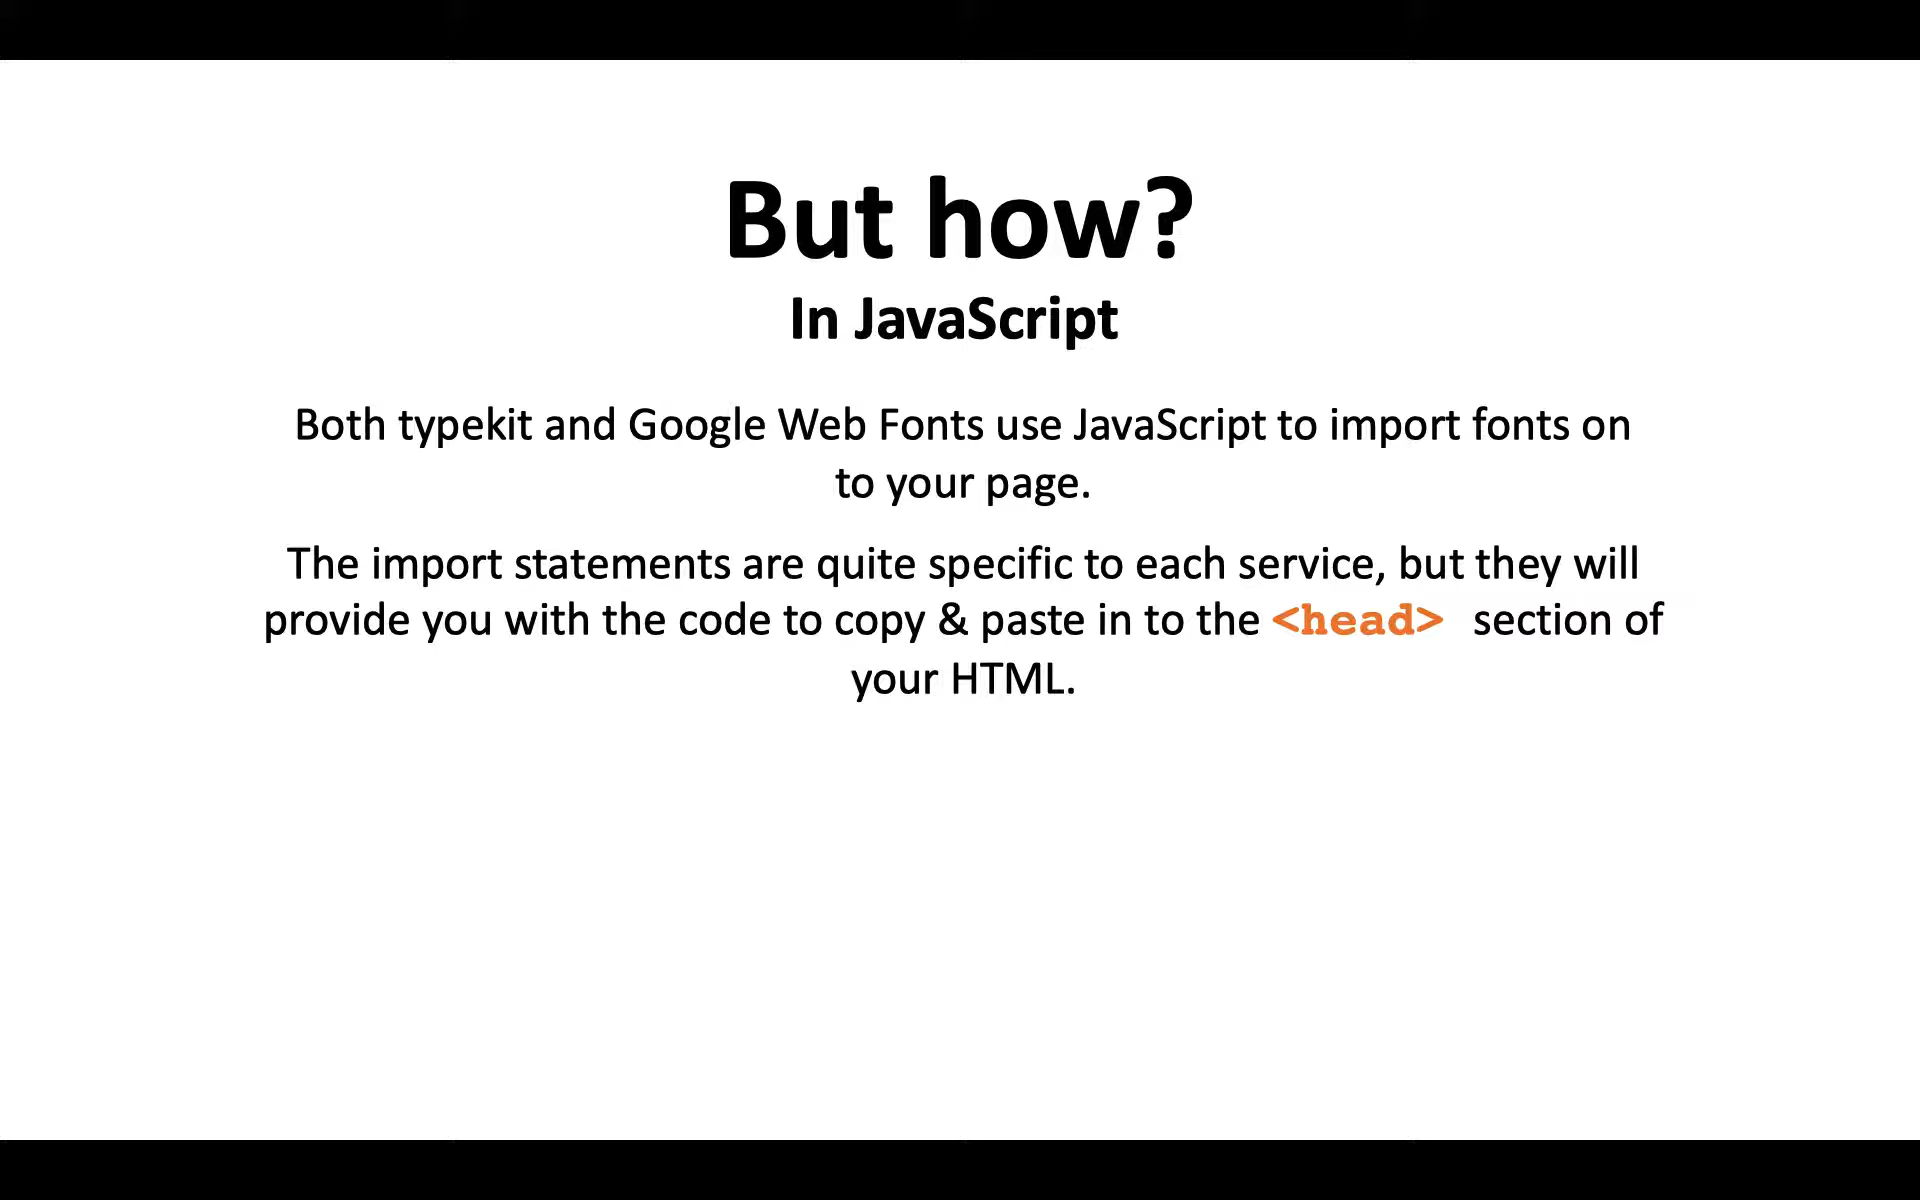 But how?
In JavaScript
Both typekit and Google Web Fonts use JavaScript to import fonts on
to your page.
The import statements are quite specific to each service, but they will
provide you with the code to copy & paste in to the <head> section of
your HTML.